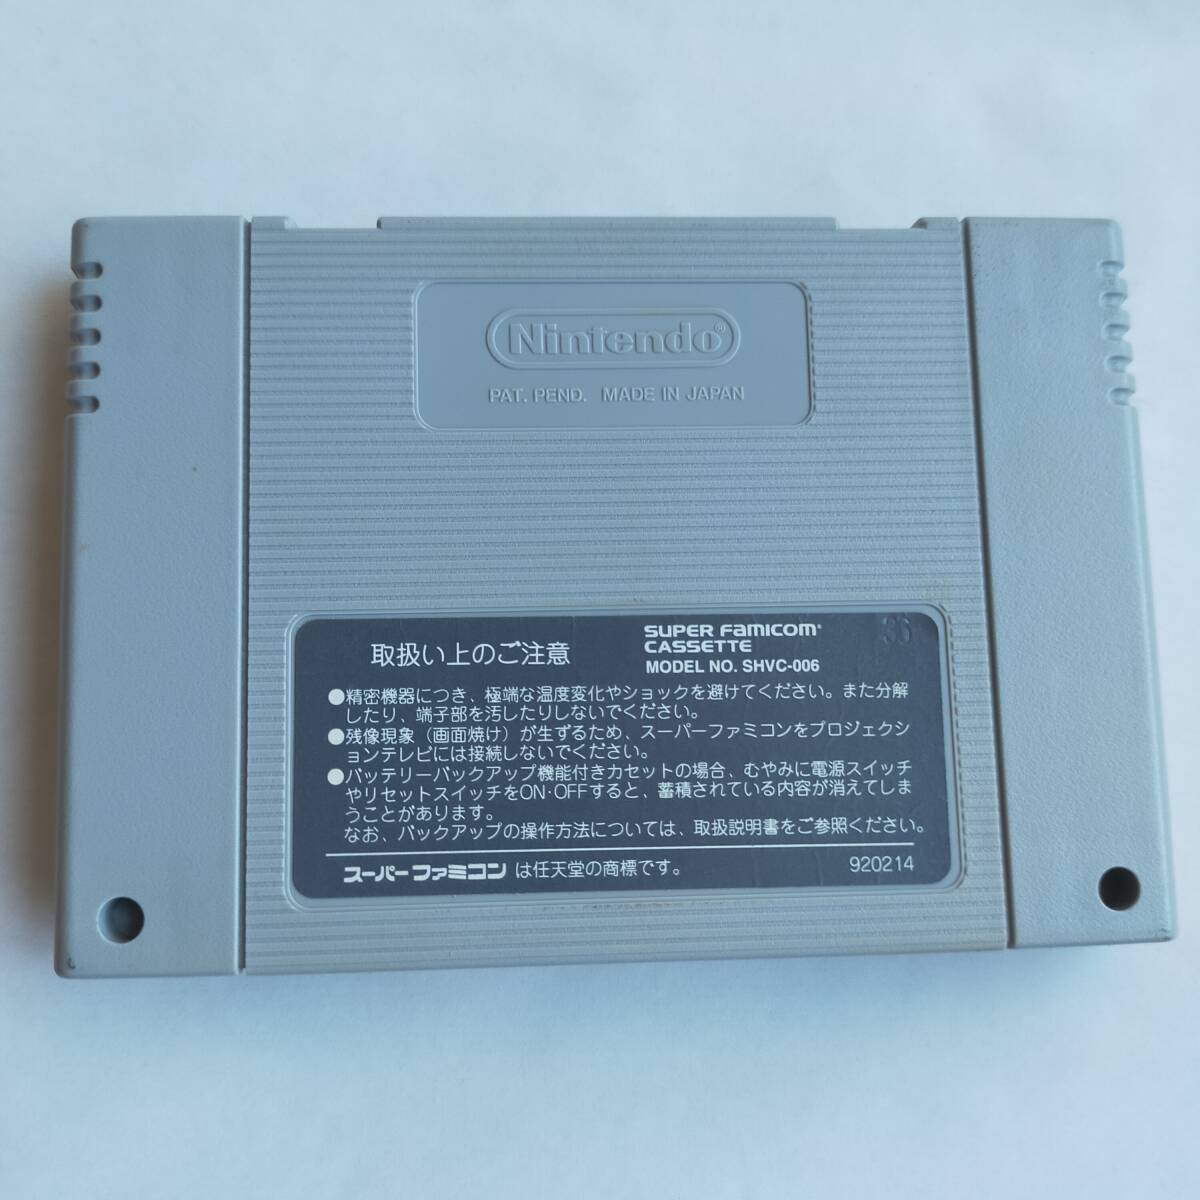 Nintendo®
PAT. PEND. MADE IN JAPAN
取扱い上のご注意
SUPER FAMICOM®
CASSETTE
MODEL NO. SHVC-006
36
●精密機器につき、極端な温度変化やショックを避けてください。また分解
したり、端子部を汚したりしないでください。
●残像現象（画面焼け）が生ずるため、スーパーファミコンをプロジェクシ
ョンテレビには接続しないでください。
●バッテリーバックアップ機能付きカセットの場合、むやみに電源スイッチ
やリセットスイッチをON·OFFすると、蓄積されている内容が消えてしま
うことがあります。
なお、バックアップの操作方法については、取扱説明書をご参照ください。
スーパーファミコン は任天堂の商標です。
920214